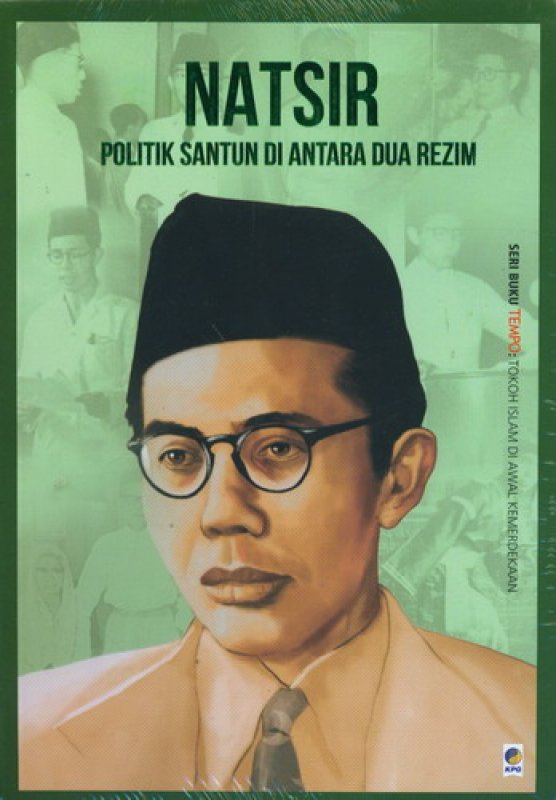 NATSIR
POLITIK SANTUN DI ANTARA DUA REZIM
SERI BUKU TEMPO: TOKOH ISLAM DI AWAL KEMERDEKAAN
KPG